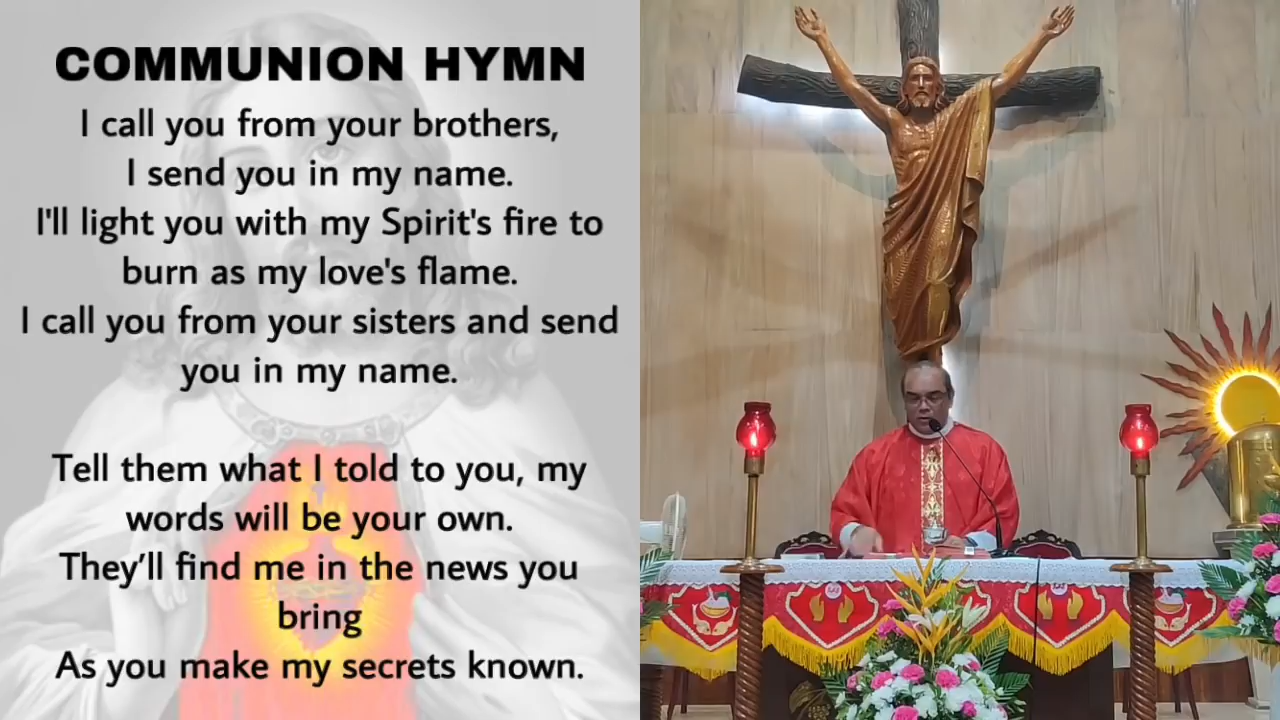 COMMUNION HYMN
I call you from your brothers,
I send you in my name.
I'll light you with my Spirit's fire to
burn as my love's flame.
I call you from your sisters and send
you in my name.
Tell them what I told to you, my
words will be your own.
They’ll find me in the news you
bring
As you make my secrets known.